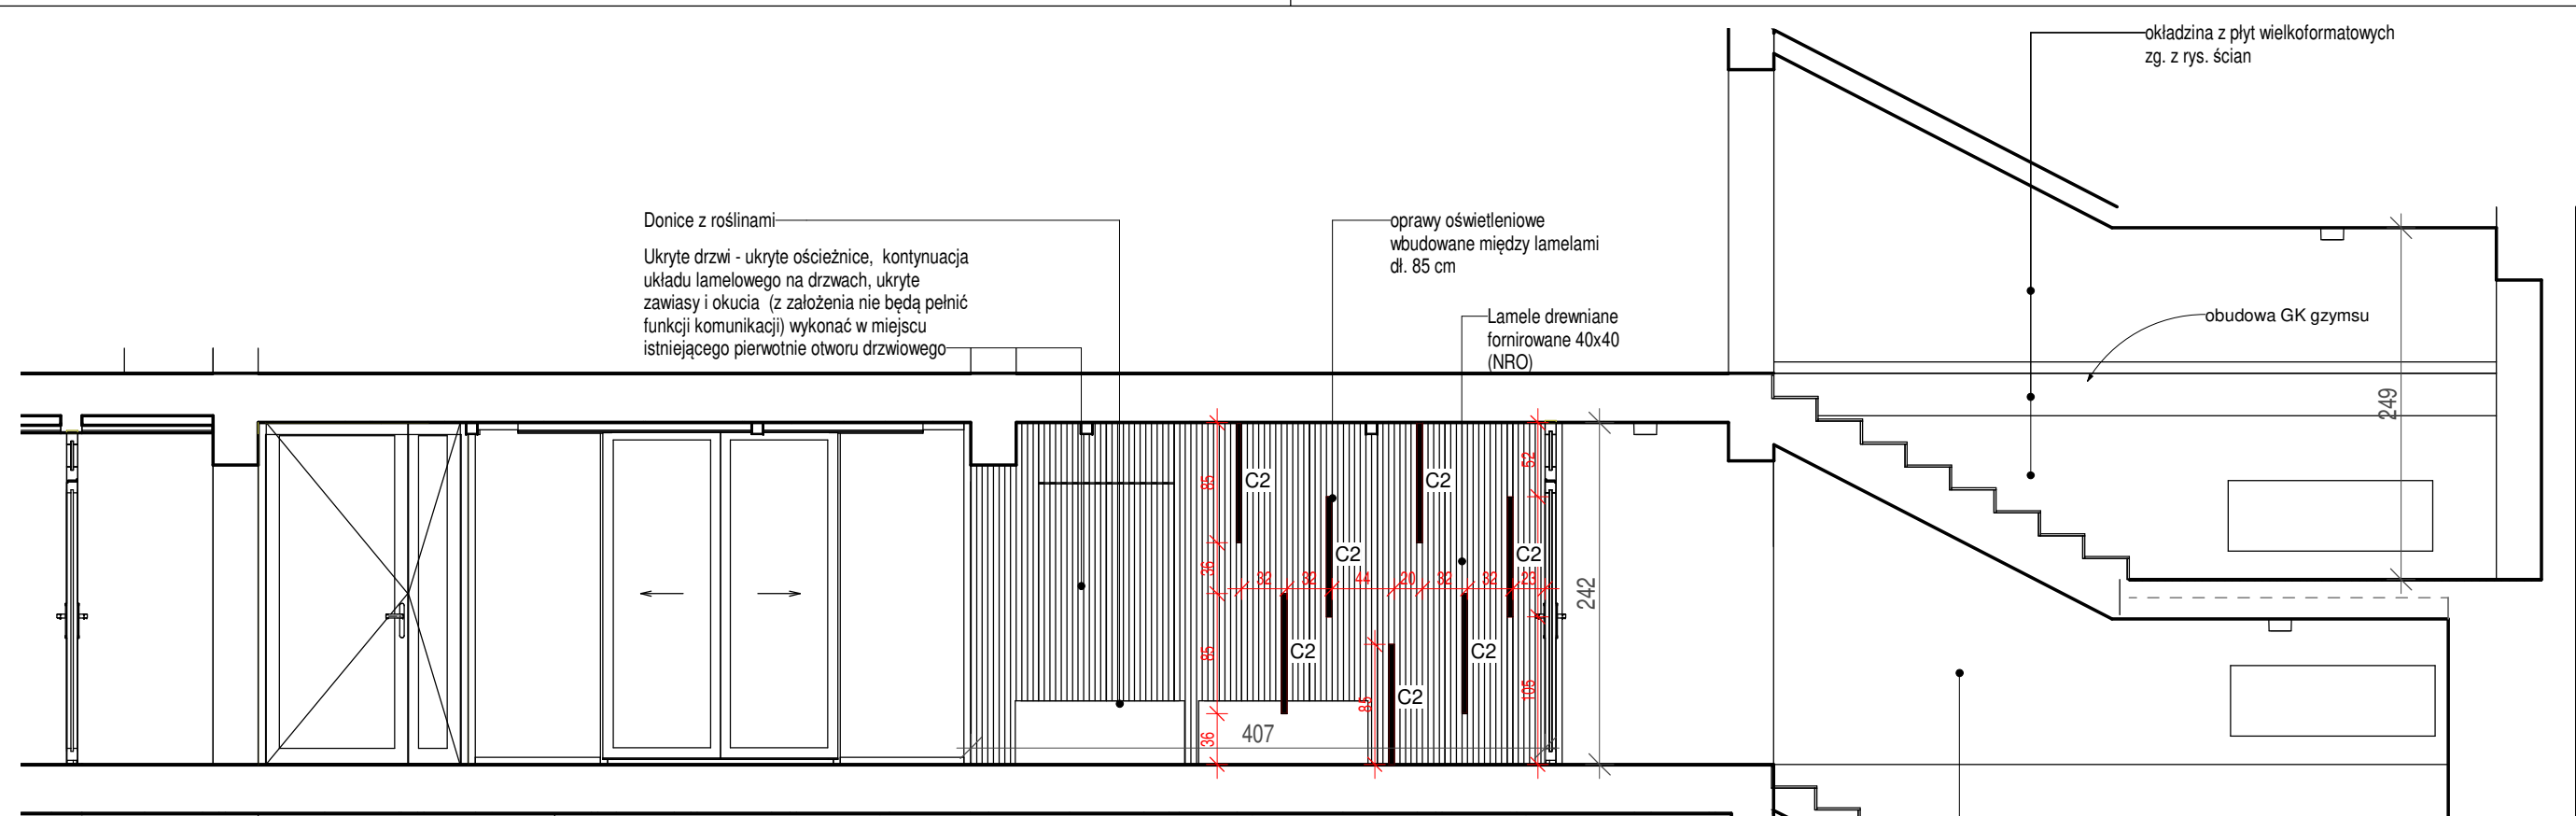 okładzina z płyt wielkoformatowych
zg. z rys. ścian
Donice z roślinami
Ukryte drzwi - ukryte ościeżnice, kontynuacja
układu lamelowego na drzwach, ukryte
zawiasy i okucia (z założenia nie będą pełnić
funkcji komunikacji) wykonać w miejscu
istniejącego pierwotnie otworu drzwiowego
oprawy oświetleniowe
wbudowane między lamelami
dł. 85 cm
Lamele drewniane
fornirowane 40x40
(NRO)
obudowa GK gzymsu
249
85
C2
C2
52
C2
C2
36
32
32
44
20
32
32
23
242
85
C2
C2
C2
85
105
36
407